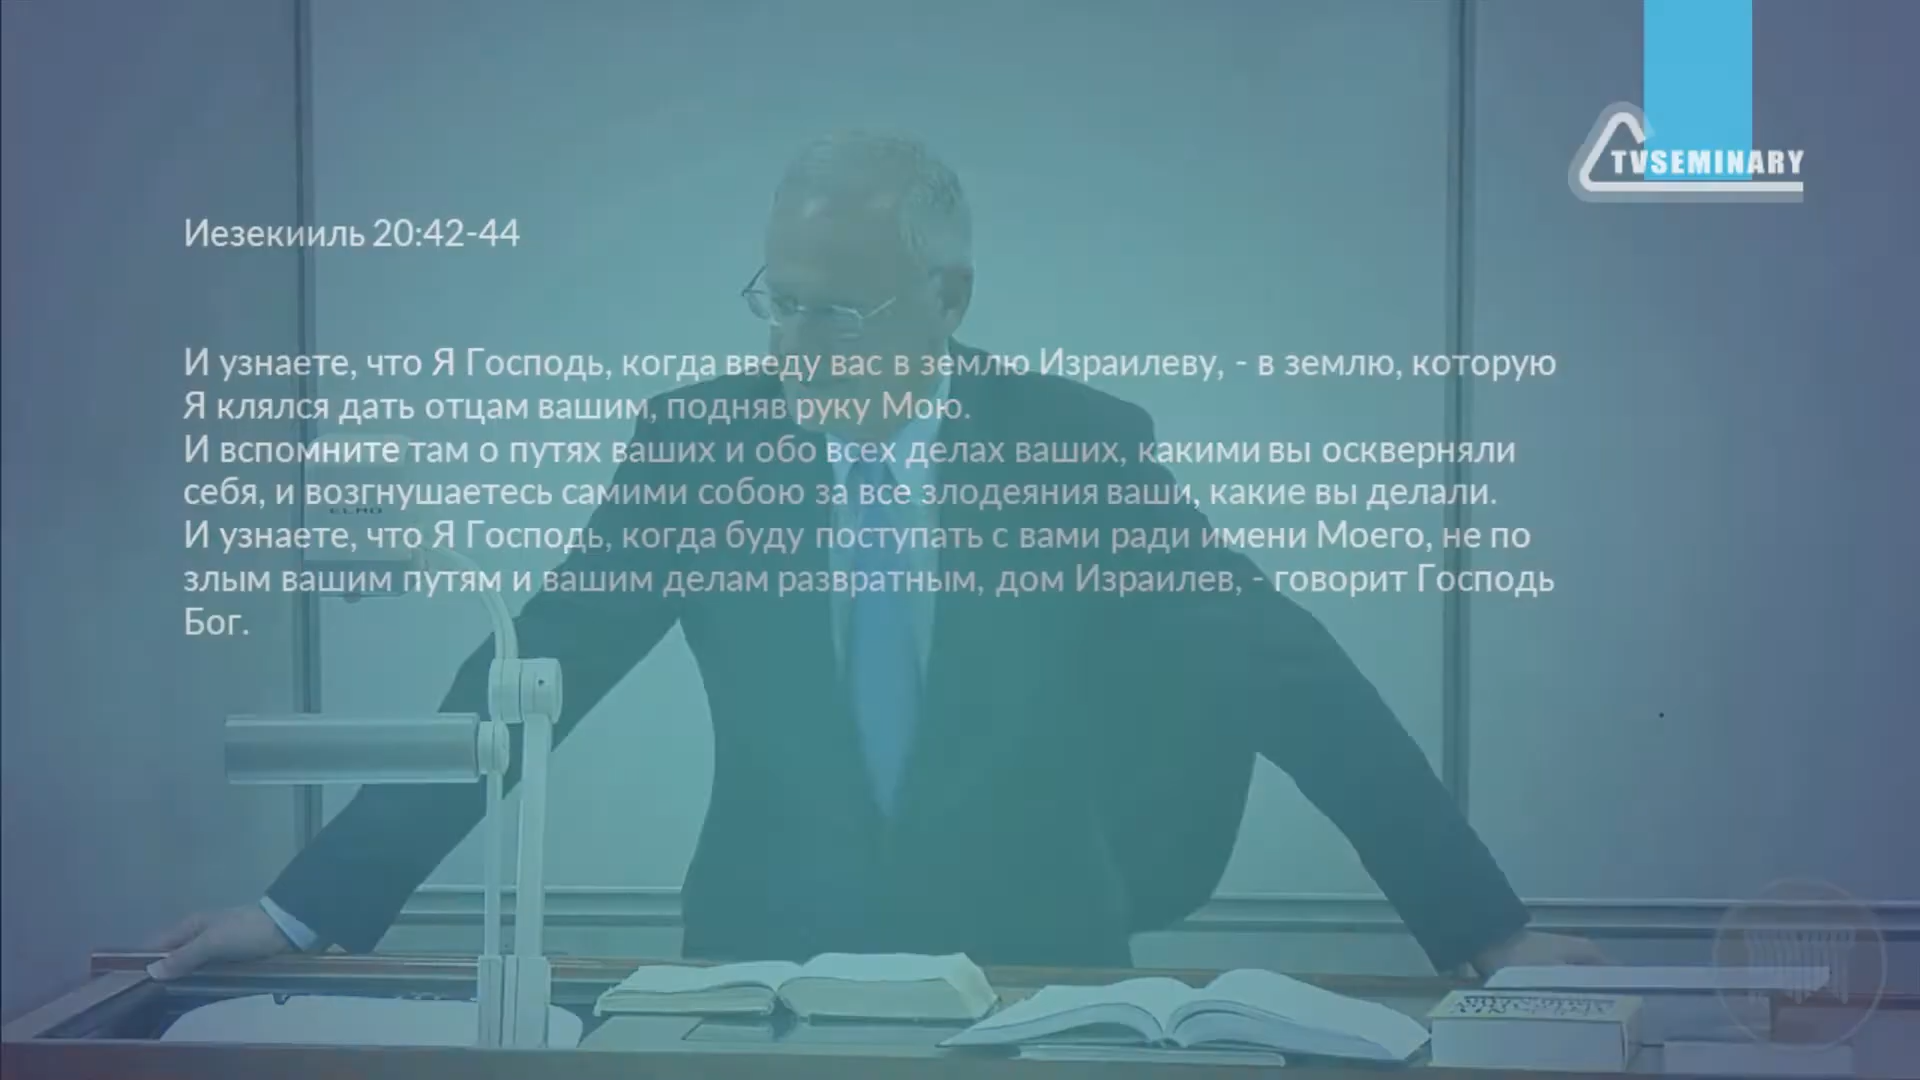 TVSEMINARY
Иезекииль 20:42-44
И узнаете, что Я Господь, когда введу вас в землю Израилеву, - в землю, которую
Я клялся дать отцам вашим, подняв руку Мою.
И вспомните там о путях ваших и обо всех делах ваших, какими вы оскверняли
себя, и возгнушаетесь самими собою за все злодеяния ваши, какие вы делали.
ELMO
И узнаете, что Я Господь, когда буду поступать с вами ради имени Моего, не по
злым вашим путям и вашим делам развратным, дом Израилев, - говорит Господь
Бог.